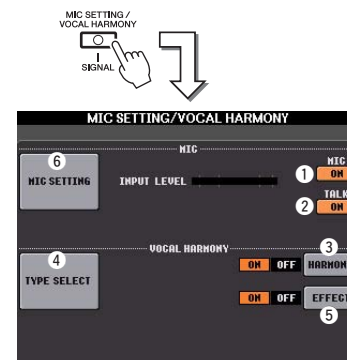 MIC SETTING /
VOCAL HARMONY
SIGNAL
MIC SETTING/VOCAL HARMONY
MIC
6
MIC SETTING
INPUT LEVEL
MIC
1 ON
TALK
2 ON
VOCAL HARMONY
4
TYPE SELECT
3
ON OFF HARMON
ON OFF EFFECT
5